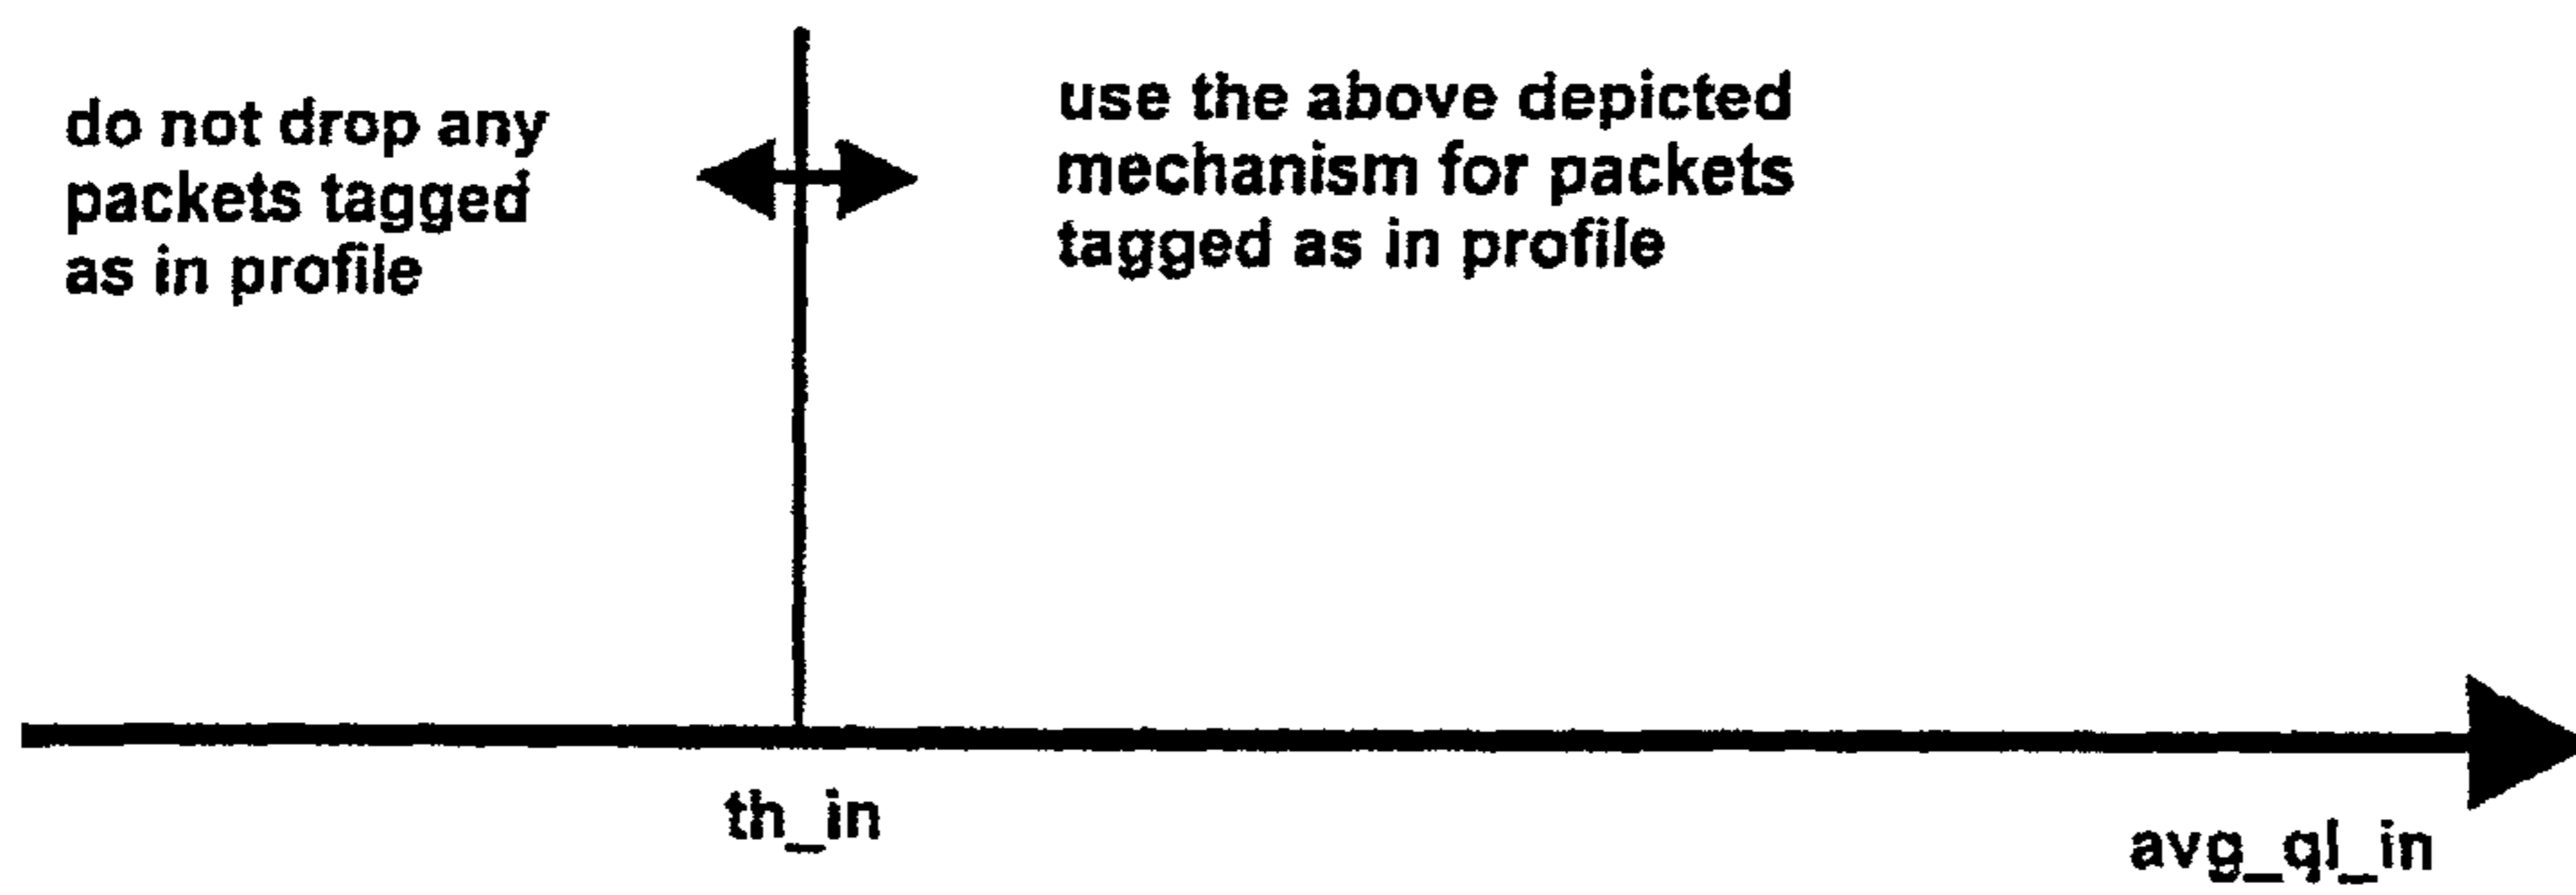 do not drop any
packets tagged
as in profile
use the above depicted
mechanism for packets
tagged as in profile
th_in
avg_ql_in